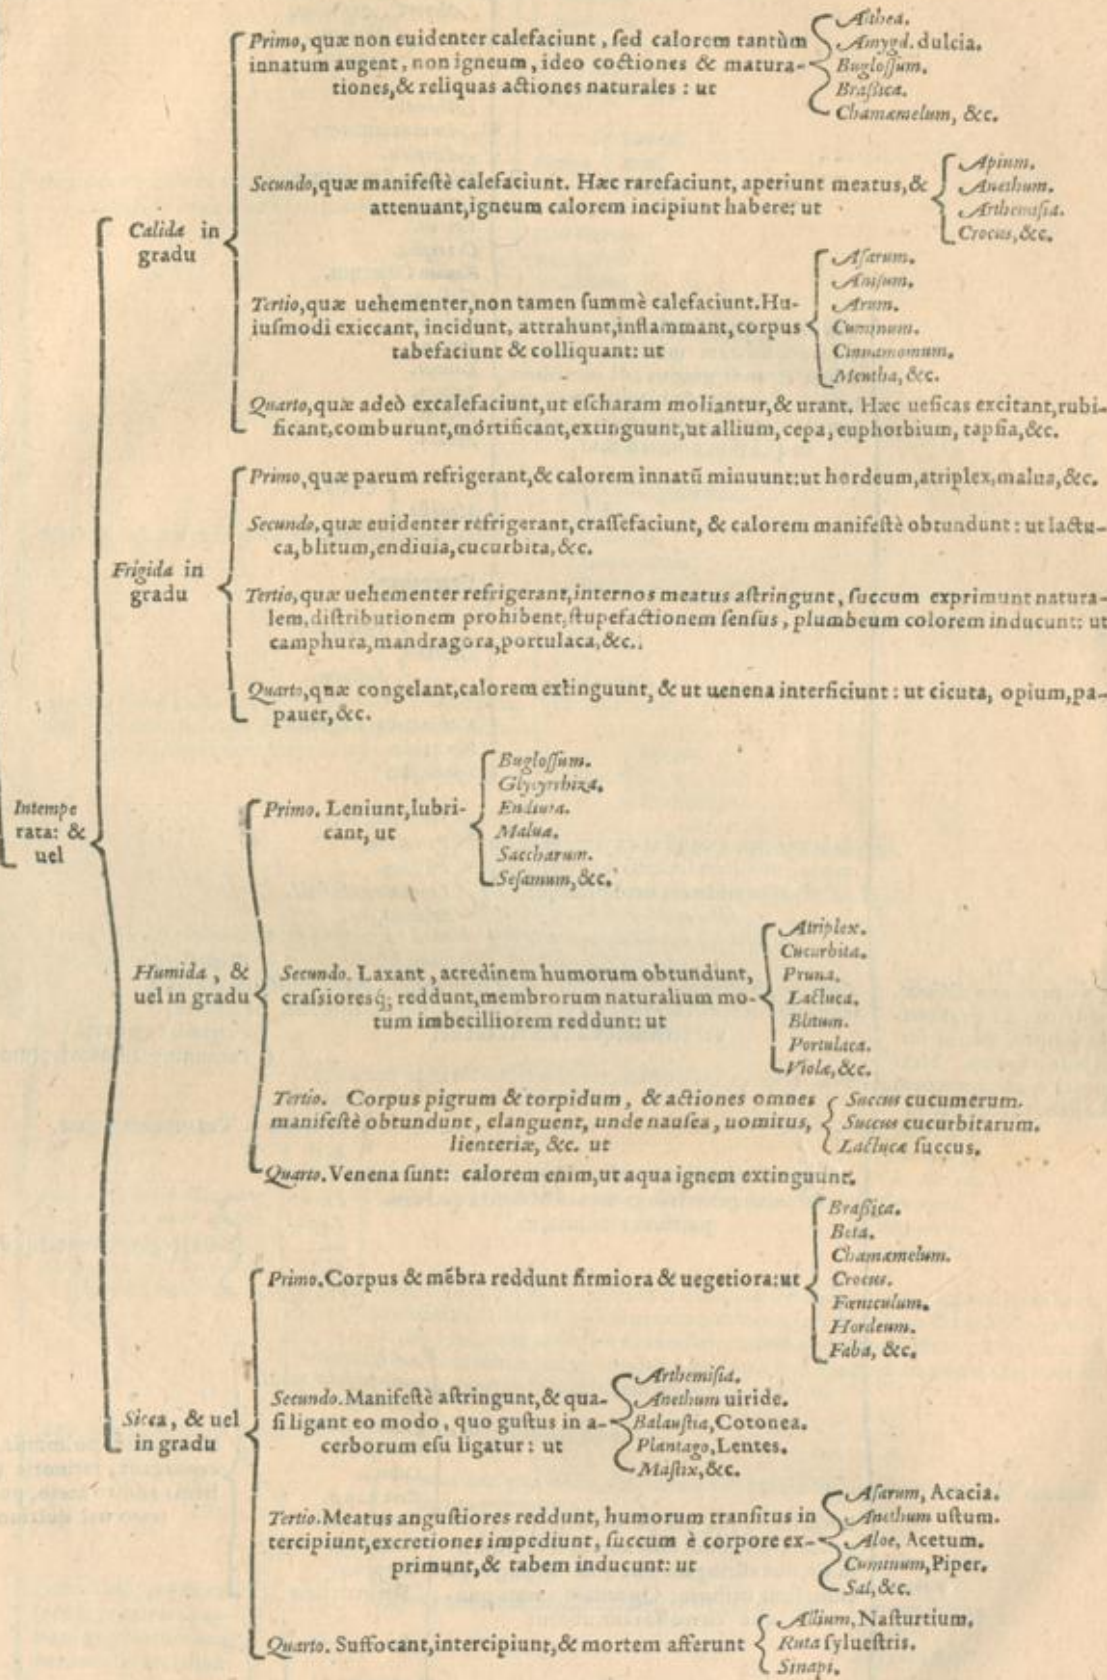 Intempe
rata: &
uel
Calida in
gradu
Primo, quæ non euidenter calefaciunt, ſed calorem tantùm
innatum augent, non igneum, ideo coctiones & matura-
tiones, & reliquas actiones naturales : ut
Althea.
Amygd. dulcia.
Bugloſſum.
Braſſica.
Chamæmelum, &c.
Secundo, quæ manifeſtè calefaciunt. Hæc rarefaciunt, aperiunt meatus, &
attenuant, igneum calorem incipiunt habere: ut
Apium.
Anethum.
Arthemiſia.
Crocus, &c.
Tertio, quæ uehementer, non tamen ſummè calefaciunt. Hu-
iuſmodi exiccant, incidunt, attrahunt, inflammant, corpus
tabefaciunt & colliquant: ut
Aſarum.
Aniſum.
Arum.
Cuminum.
Cinnamomum.
Mentha, &c.
Quarto, quæ adeò excalefaciunt, ut eſcharam moliantur, & urant. Hæc ueſicas excitant, rubi-
ficant, comburunt, mórtificant, extinguunt, ut allium, cepa, euphorbium, tapſia, &c.
Frigida in
gradu
Primo, quæ parum refrigerant, & calorem innatũ minuunt: ut hordeum, atriplex, malua, &c.
Secundo, quæ euidenter refrigerant, craſſefaciunt, & calorem manifeſtè obtundunt : ut lactu-
ca, blitum, endiuia, cucurbita, &c.
Tertio, quæ uehementer refrigerant, internos meatus aſtringunt, ſuccum exprimunt natura-
lem, diſtributionem prohibent, ſtupefactionem ſenſus, plumbeum colorem inducunt: ut
camphura, mandragora, portulaca, &c.
Quarto, quæ congelant, calorem extinguunt, & ut uenena interficiunt : ut cicuta, opium, pa-
pauer, &c.
Humida, &
uel in gradu
Primo. Leniunt, lubri-
cant, ut
Bugloſſum.
Glycyrrhiza.
Endiuia.
Malua.
Saccharum.
Seſamum, &c.
Secundo. Laxant, acredinem humorum obtundunt,
craſsioresq́; reddunt, membrorum naturalium mo-
tum imbecilliorem reddunt: ut
Atriplex.
Cucurbita.
Pruna.
Lactuca.
Blitum.
Portulaca.
Violæ, &c.
Tertio. Corpus pigrum & torpidum, & actiones omnes
manifeſtè obtundunt, elanguent, unde nauſea, uomitus,
lienteriæ, &c. ut
Succus cucumerum.
Succus cucurbitarum.
Lactucæ ſuccus.
Quarto. Venena ſunt: calorem enim, ut aqua ignem extinguunt.
Sicca, & uel
in gradu
Primo. Corpus & mẽbra reddunt firmiora & uegetiora: ut
Braſſica.
Beta.
Chamæmelum.
Crocus.
Fæniculum.
Hordeum.
Faba, &c.
Secundo. Manifeſtè aſtringunt, & qua-
ſi ligant eo modo, quo guſtus in a-
cerborum eſu ligatur : ut
Arthemiſia.
Anethum uiride.
Balauſtia, Cotonea.
Plantago, Lentes.
Maſtix, &c.
Tertio. Meatus anguſtiores reddunt, humorum tranſitus in
tercipiunt, excretiones impediunt, ſuccum è corpore ex-
primunt, & tabem inducunt: ut
Aſarum, Acacia.
Anethum uſtum.
Aloe, Acetum.
Cuminum, Piper.
Sal, &c.
Quarto. Suffocant, intercipiunt, & mortem afferunt
Allium, Naſturtium.
Ruta ſylueſtris.
Sinapi.